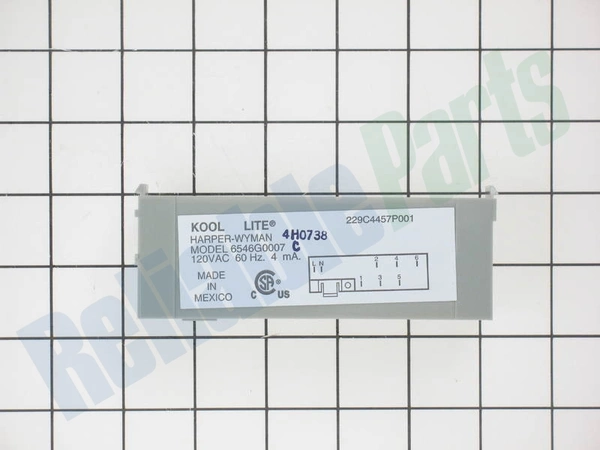 229C4457P001
KOOL LITE®
HARPER-WYMAN 4H0738
MODEL 6546G0007 C
120VAC 60 Hz. 4 mA.
MADE
IN
MEXICO
C SA® US
L N 2 4 6
1 3 5
Reliable Parts